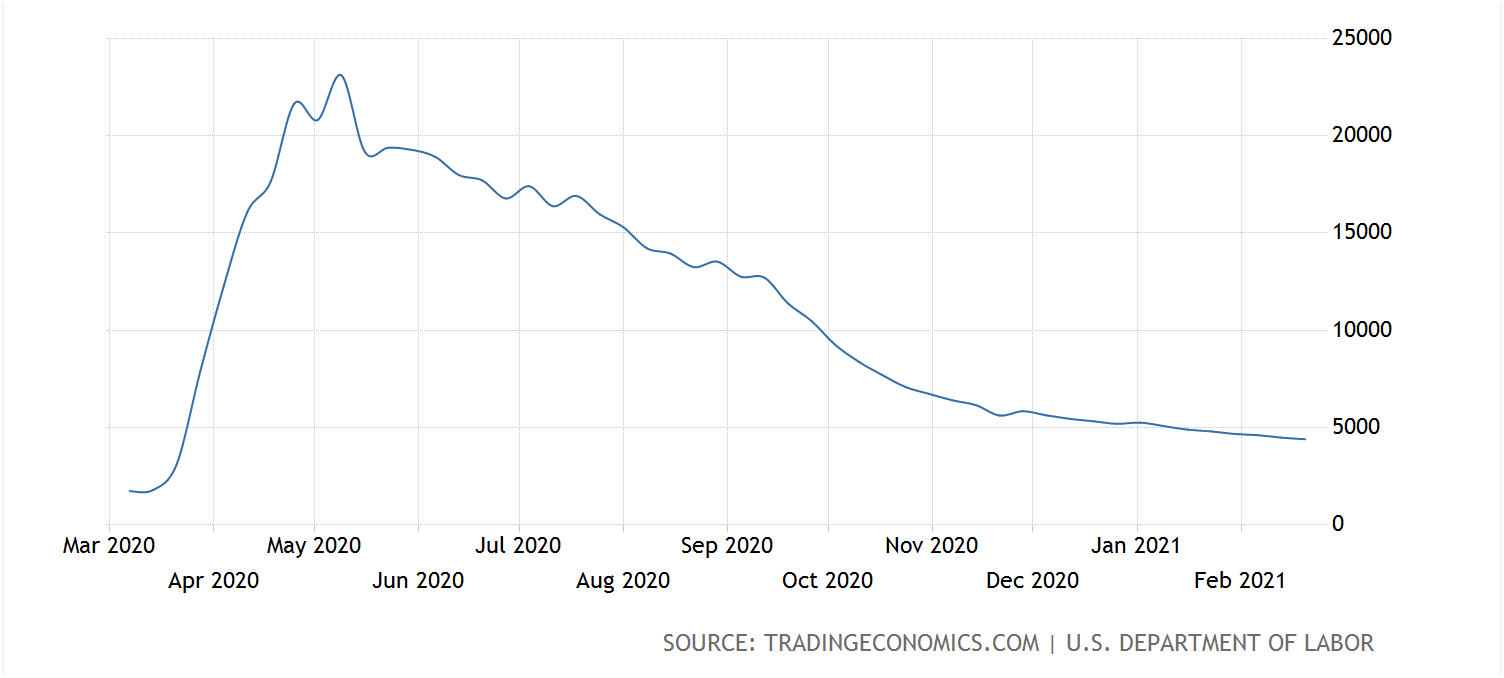 25000
20000
15000
10000
5000
0
Mar 2020 May 2020 Jul 2020 Sep 2020 Nov 2020 Jan 2021
Apr 2020 Jun 2020 Aug 2020 Oct 2020 Dec 2020 Feb 2021
SOURCE: TRADINGECONOMICS.COM | U.S. DEPARTMENT OF LABOR